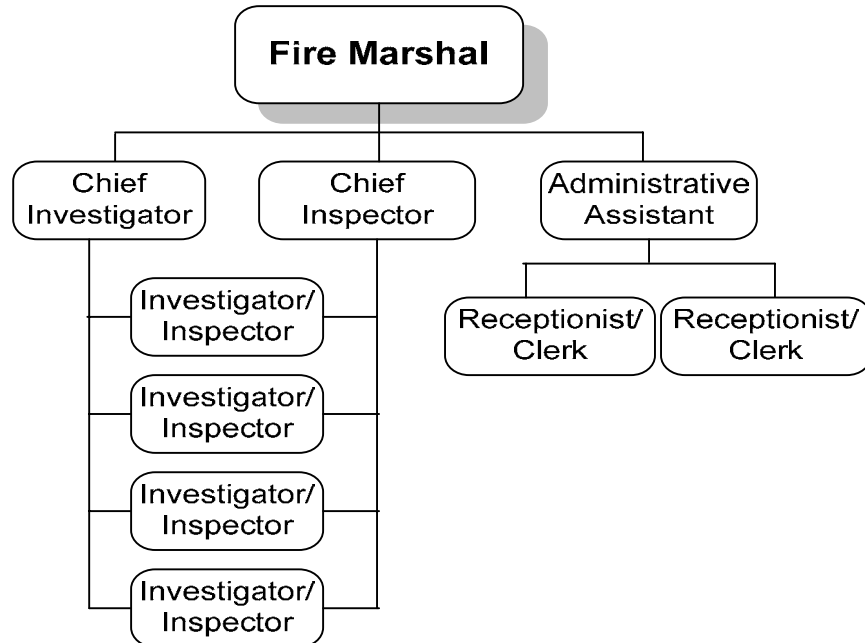 Fire Marshal
Chief
Investigator
Chief
Inspector
Administrative
Assistant
Investigator/
Inspector
Receptionist/
Clerk
Receptionist/
Clerk
Investigator/
Inspector
Investigator/
Inspector
Investigator/
Inspector